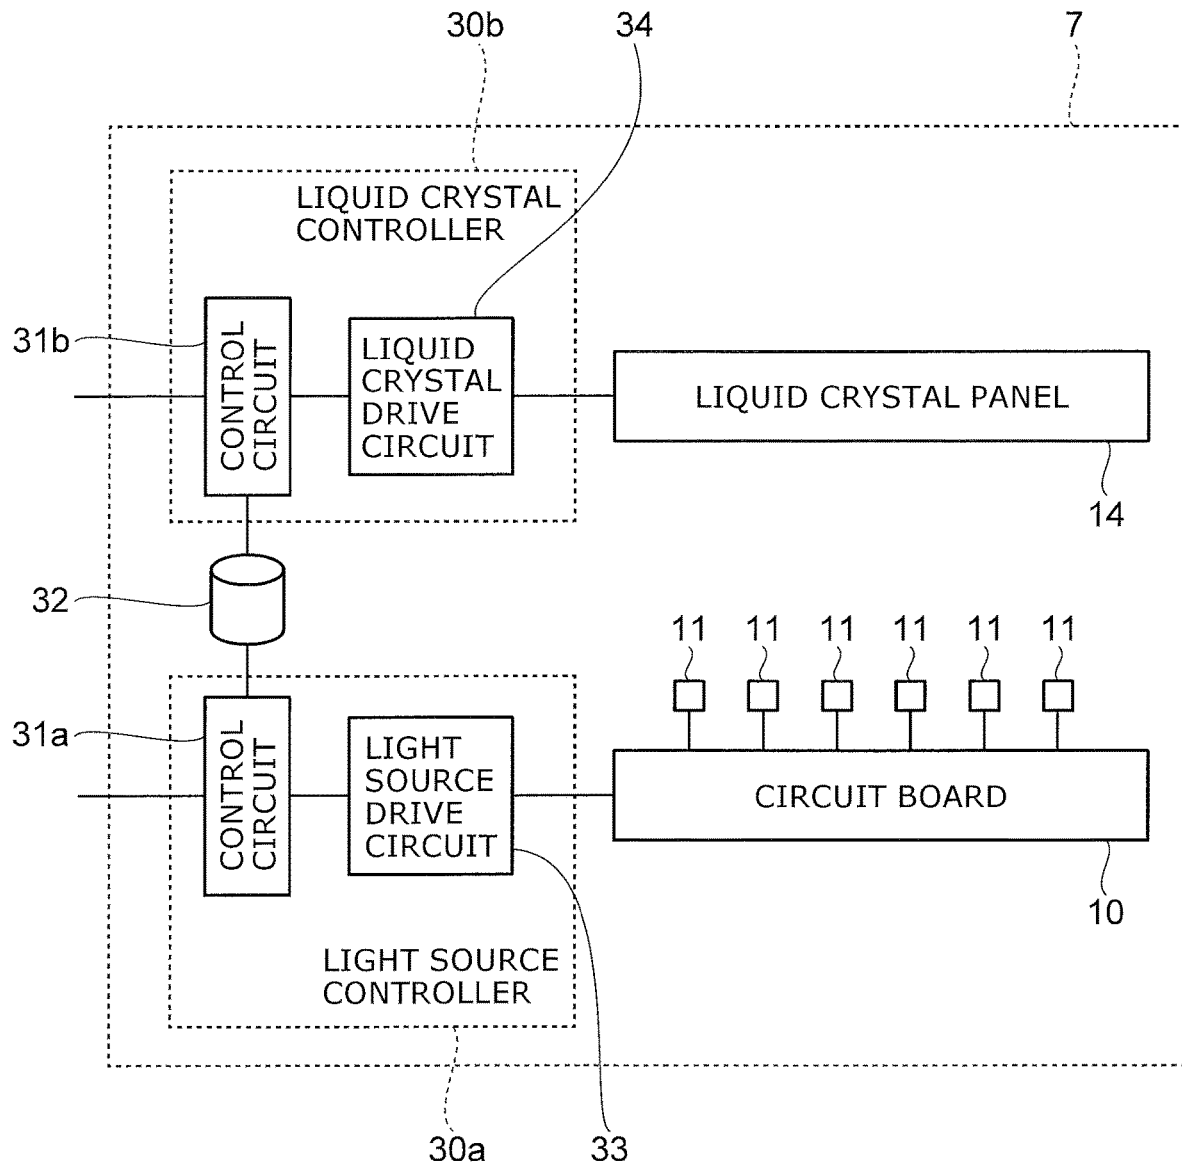 30b
34
7
LIQUID CRYSTAL
CONTROLLER
31b
CONTROL
CIRCUIT
LIQUID
CRYSTAL
DRIVE
CIRCUIT
LIQUID CRYSTAL PANEL
14
32
11 11 11 11 11 11
31a
CONTROL
CIRCUIT
LIGHT
SOURCE
DRIVE
CIRCUIT
CIRCUIT BOARD
10
LIGHT SOURCE
CONTROLLER
30a
33